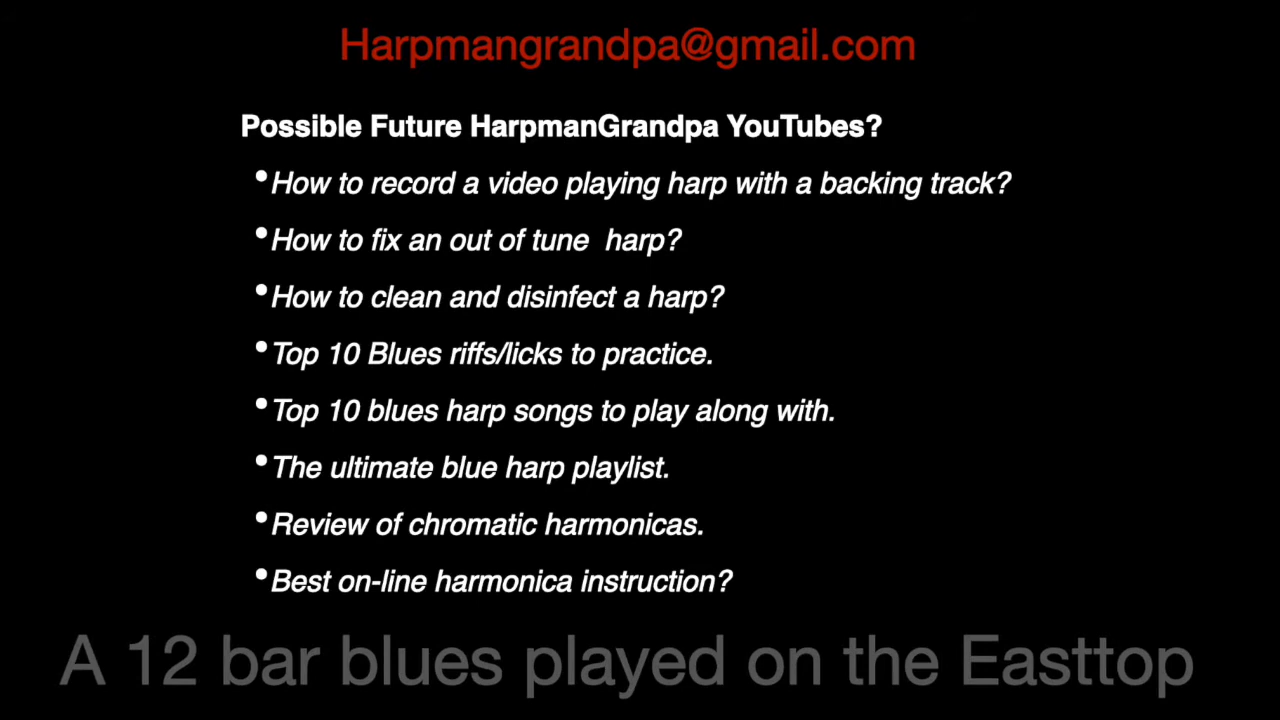 Harpmangrandpa@gmail.com
Possible Future HarpmanGrandpa YouTubes?
•How to record a video playing harp with a backing track?
•How to fix an out of tune  harp?
•How to clean and disinfect a harp?
•Top 10 Blues riffs/licks to practice.
•Top 10 blues harp songs to play along with.
•The ultimate blue harp playlist.
•Review of chromatic harmonicas.
•Best on-line harmonica instruction?
A 12 bar blues played on the Easttop